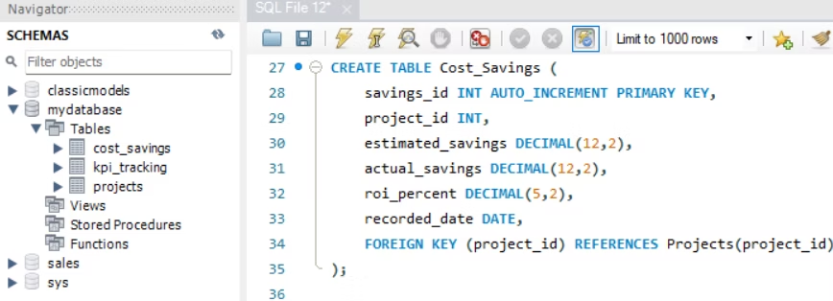 Navigator
SCHEMAS
Filter objects
classicmodels
mydatabase
Tables
cost_savings
kpi_tracking
projects
Views
Stored Procedures
Functions
sales
sys
SQL File 12*
Limit to 1000 rows
27 CREATE TABLE Cost_Savings (
28 savings_id INT AUTO_INCREMENT PRIMARY KEY,
29 project_id INT,
30 estimated_savings DECIMAL(12,2),
31 actual_savings DECIMAL(12,2),
32 roi_percent DECIMAL(5,2),
33 recorded_date DATE,
34 FOREIGN KEY (project_id) REFERENCES Projects(project_id)
35 );
36